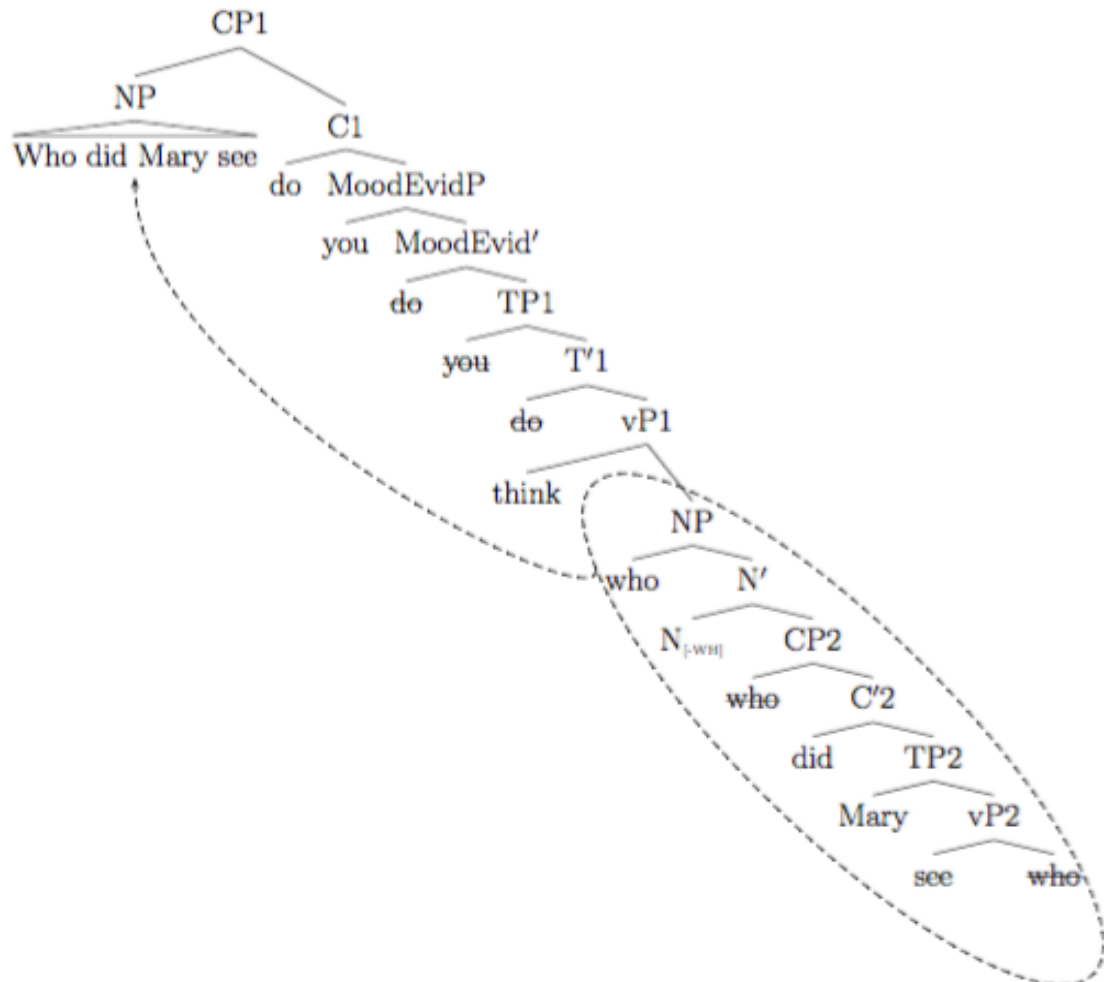 CP1
NP
C1
Who did Mary see
do MoodEvidP
you MoodEvid′
do TP1
you T′1
do vP1
think
NP
who N′
N[-WH] CP2
who C′2
did TP2
Mary vP2
see who